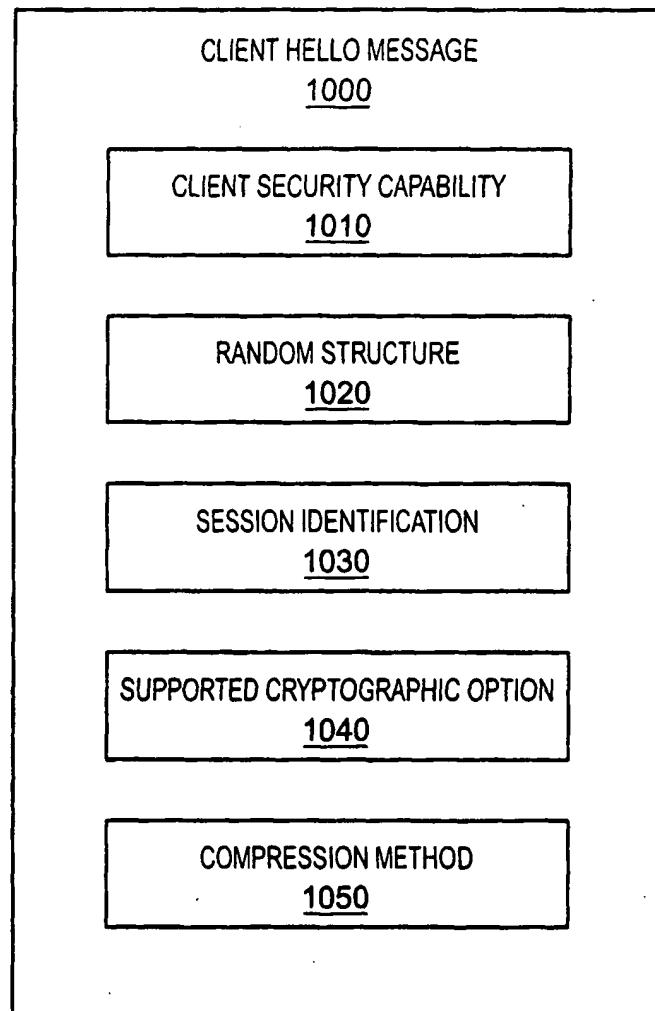 CLIENT HELLO MESSAGE
1000
CLIENT SECURITY CAPABILITY
1010
RANDOM STRUCTURE
1020
SESSION IDENTIFICATION
1030
SUPPORTED CRYPTOGRAPHIC OPTION
1040
COMPRESSION METHOD
1050